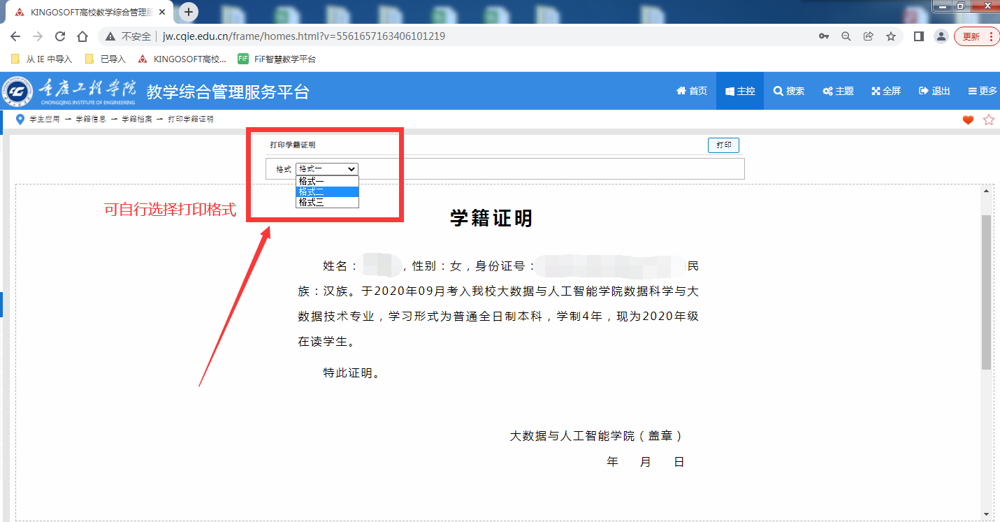 KINGOSOFT高校教学综合管理服
不安全 jw.cqie.edu.cn/frame/homes.html?v=5561657163406101219
更新
从 IE 中导入 已导入 KINGOSOFT高校... FiF FiF智慧教学平台
重庆工程学院 教学综合管理服务平台 首页 主控 搜索 主题 全屏 退出 更多
CHONGQING INSTITUTE OF ENGINEERING
学生应用 → 学籍信息 → 学籍档案 → 打印学籍证明
打印学籍证明 打印
格式 格式一
格式一
格式二
格式三
可自行选择打印格式
学籍证明
姓名： ，性别：女，身份证号： 民
族：汉族。于2020年09月考入我校大数据与人工智能学院数据科学与大
数据技术专业，学习形式为普通全日制本科，学制4年，现为2020年级
在读学生。
特此证明。
大数据与人工智能学院（盖章）
年 月 日